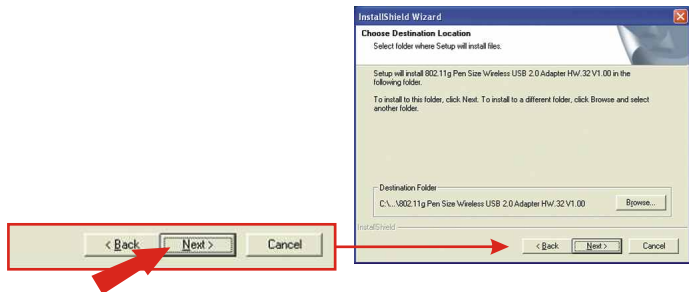 InstallShield Wizard
Choose Destination Location
Select folder where Setup will install files.
Setup will install 802.11g Pen Size Wireless USB 2.0 Adapter HW.32 V1.00 in the
following folder.
To install to this folder, click Next. To install to a different folder, click Browse and select
another folder.
Destination Folder
C:\...\802.11g Pen Size Wireless USB 2.0 Adapter HW.32 V1.00
Browse...
InstallShield
< Back
Next >
Cancel
< Back
Next >
Cancel